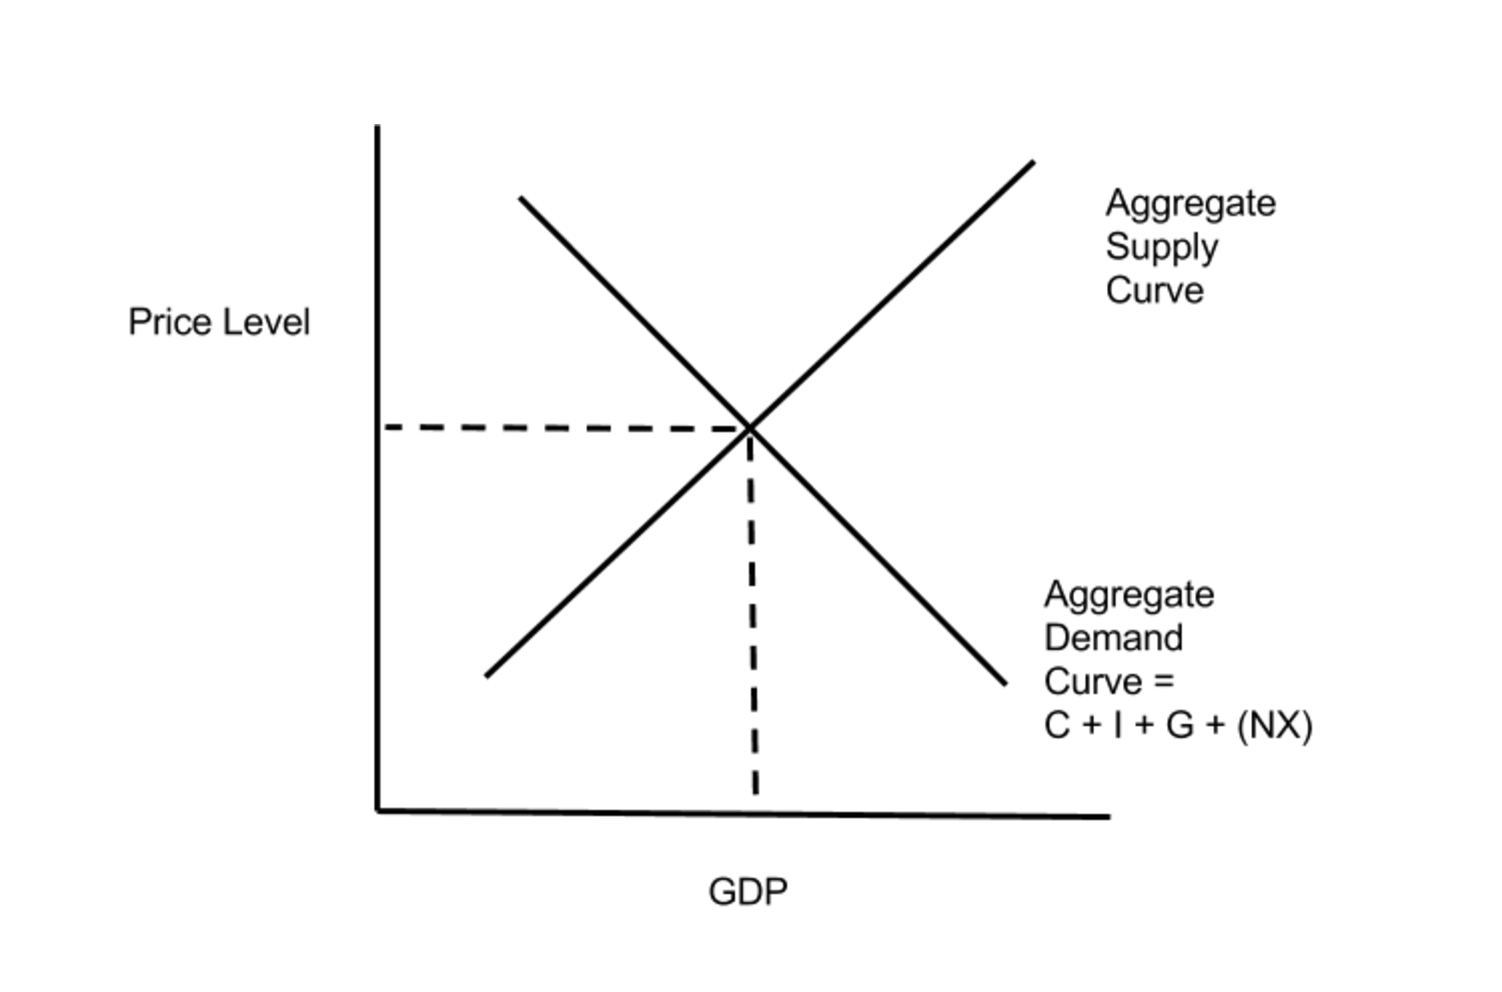 Aggregate
Supply
Curve
Price Level
Aggregate
Demand
Curve =
C + I + G + (NX)
GDP